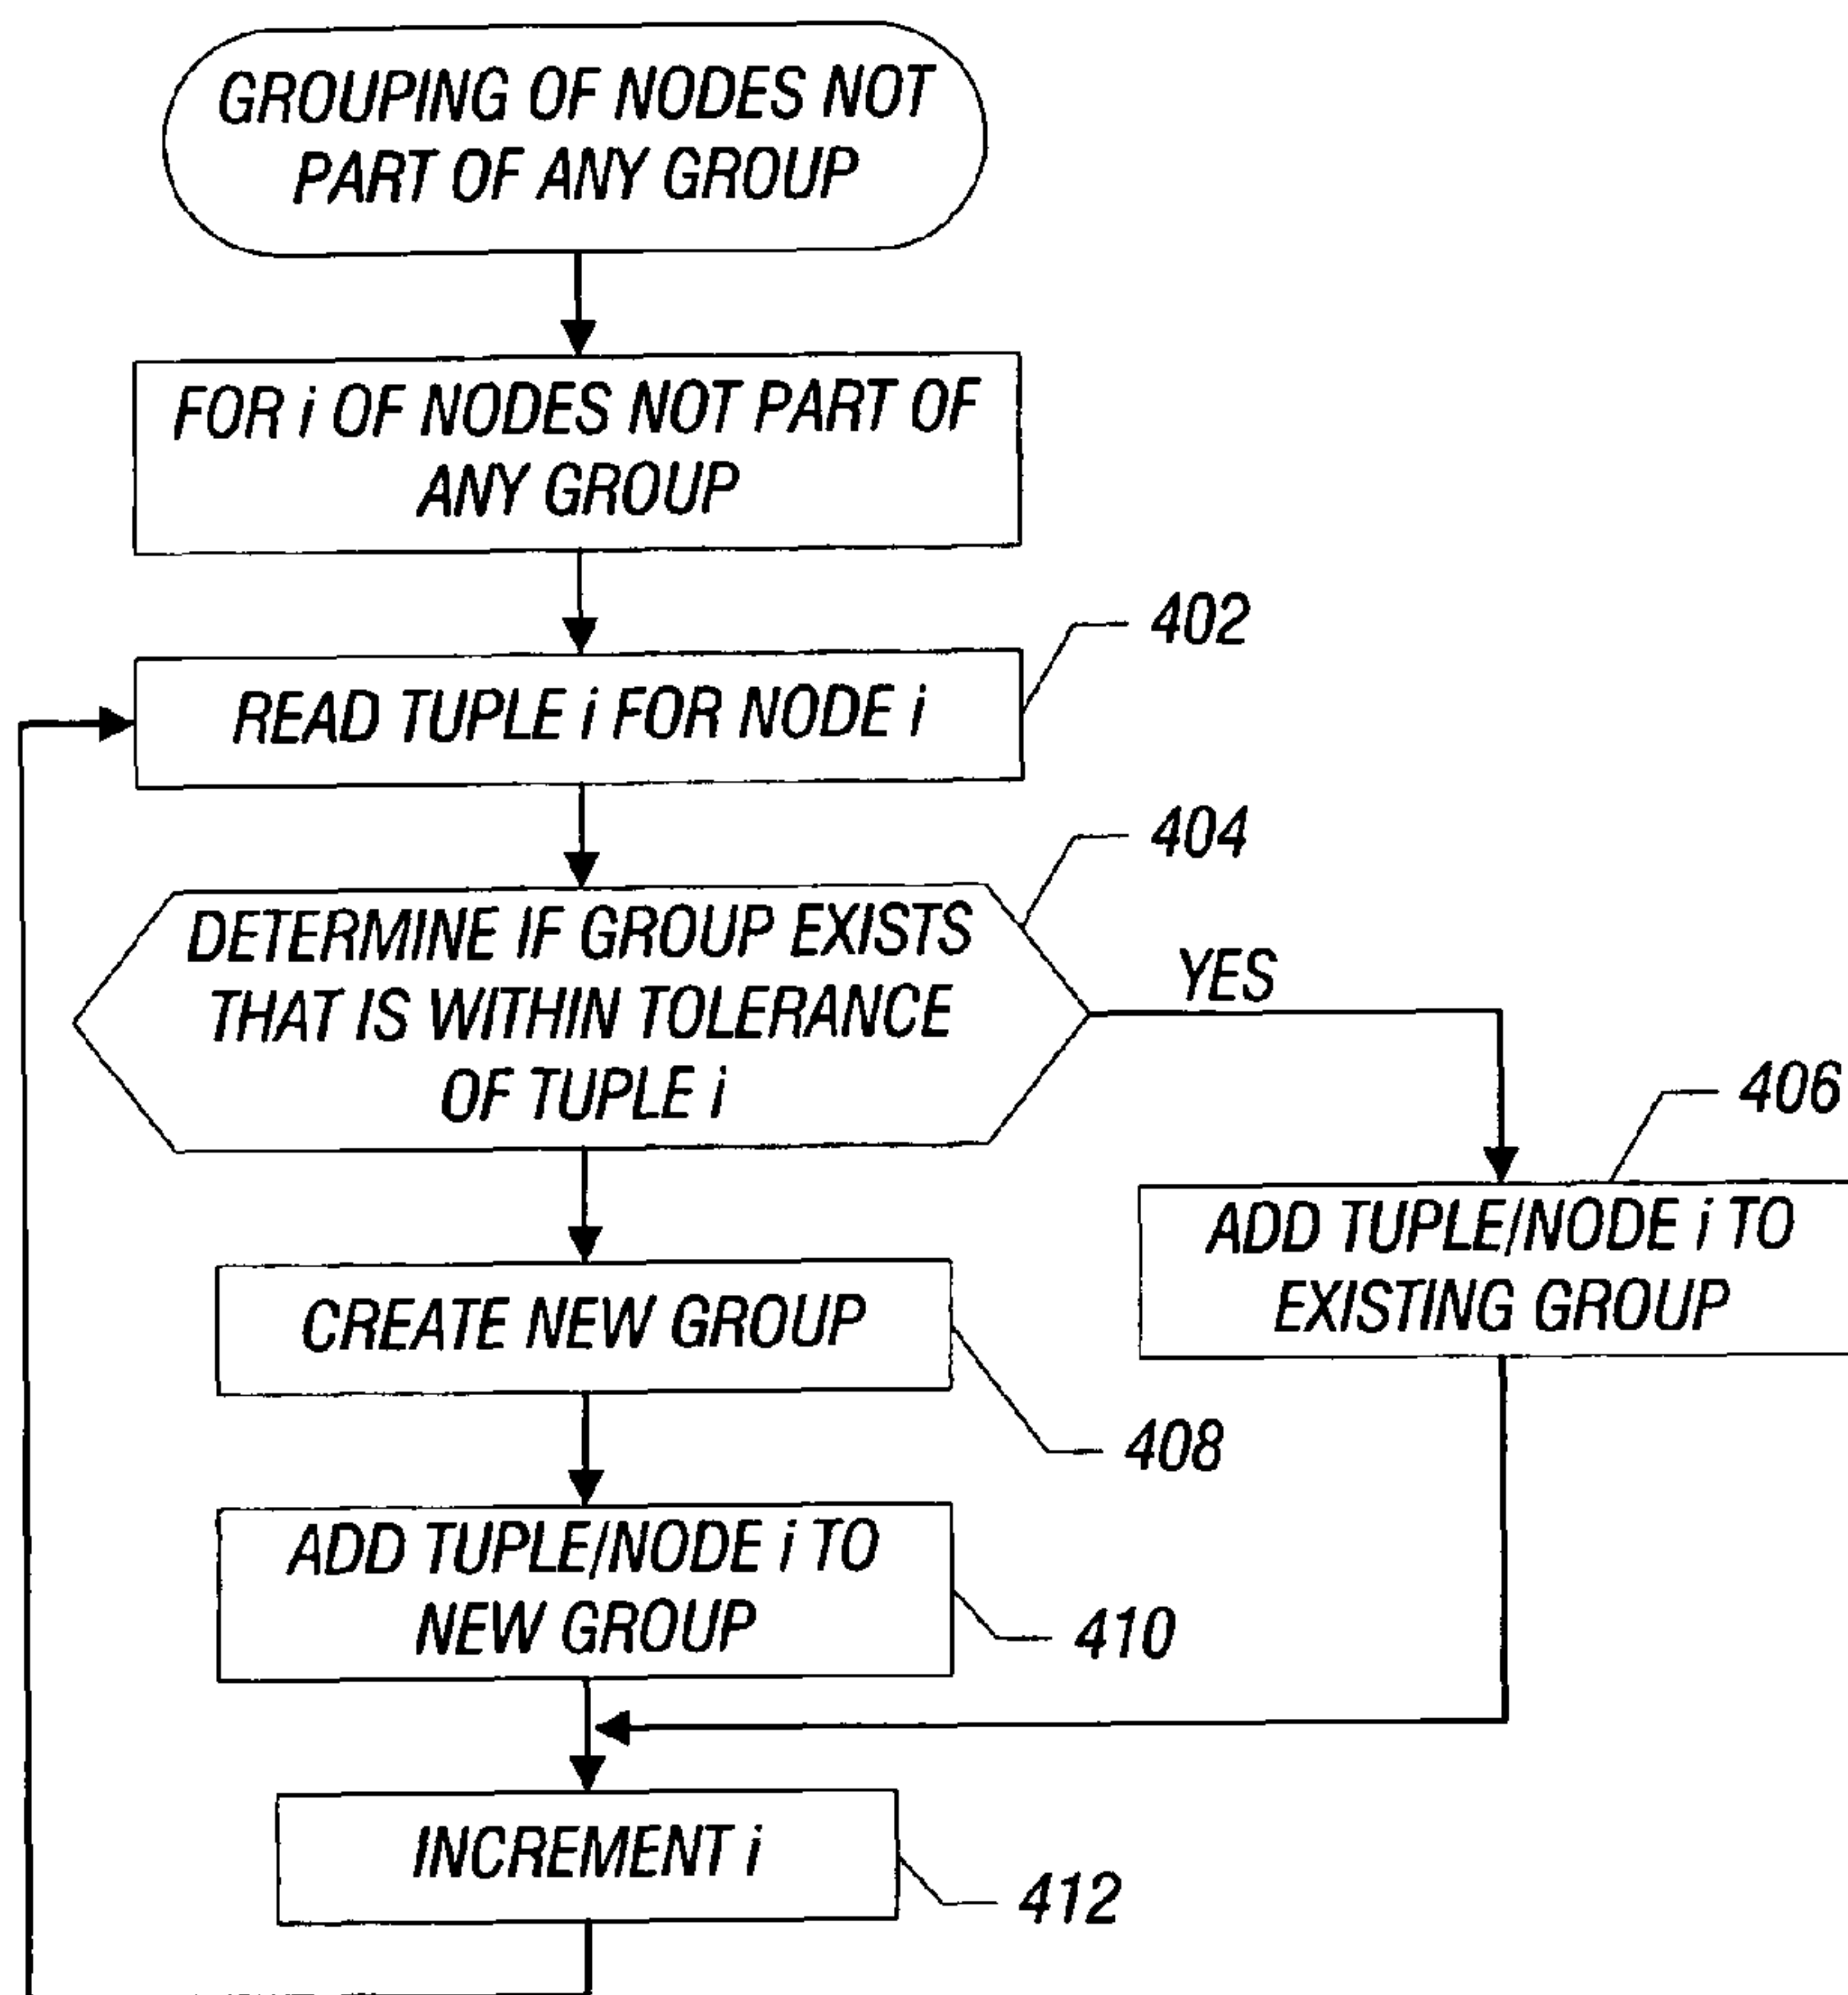 GROUPING OF NODES NOT
PART OF ANY GROUP
FOR i OF NODES NOT PART OF
ANY GROUP
402
READ TUPLE i FOR NODE i
404
DETERMINE IF GROUP EXISTS
THAT IS WITHIN TOLERANCE
OF TUPLE i
YES
406
ADD TUPLE/NODE i TO
EXISTING GROUP
CREATE NEW GROUP
408
ADD TUPLE/NODE i TO
NEW GROUP
410
INCREMENT i
412